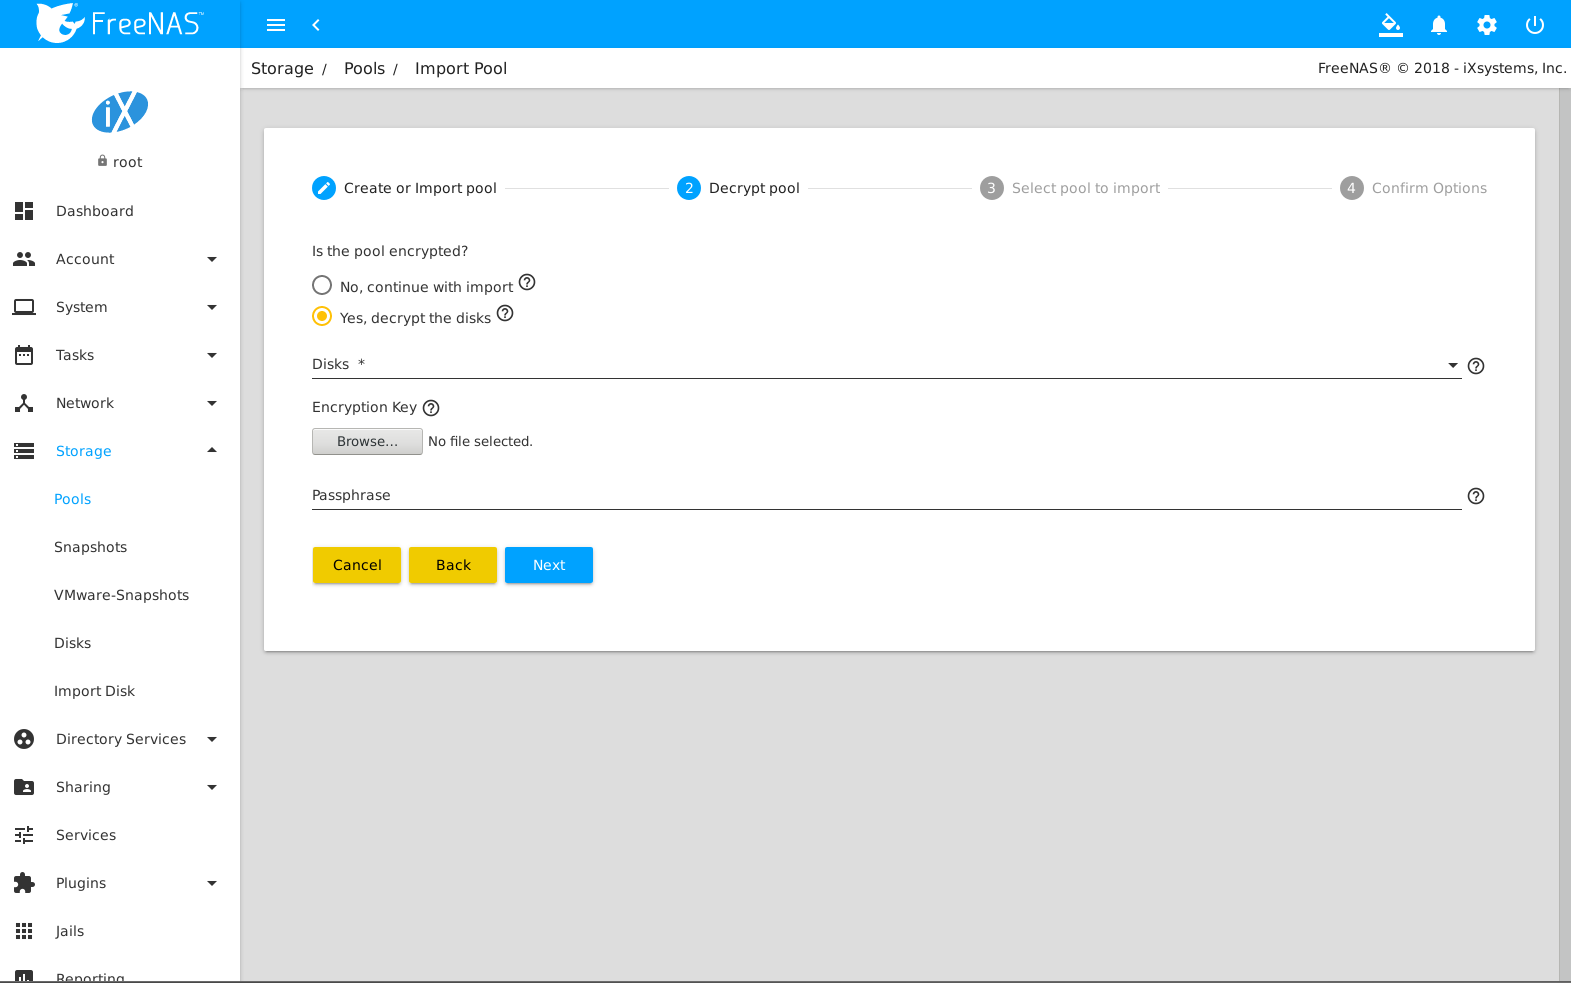 FreeNAS™
Storage / Pools / Import Pool
FreeNAS® © 2018 - iXsystems, Inc.
iX
root
Dashboard
Account
System
Tasks
Network
Storage
Pools
Snapshots
VMware-Snapshots
Disks
Import Disk
Directory Services
Sharing
Services
Plugins
Jails
Reporting
Create or Import pool
2 Decrypt pool
3 Select pool to import
4 Confirm Options
Is the pool encrypted?
No, continue with import ?
Yes, decrypt the disks ?
Disks * ?
Encryption Key ?
Browse... No file selected.
Passphrase ?
Cancel Back Next